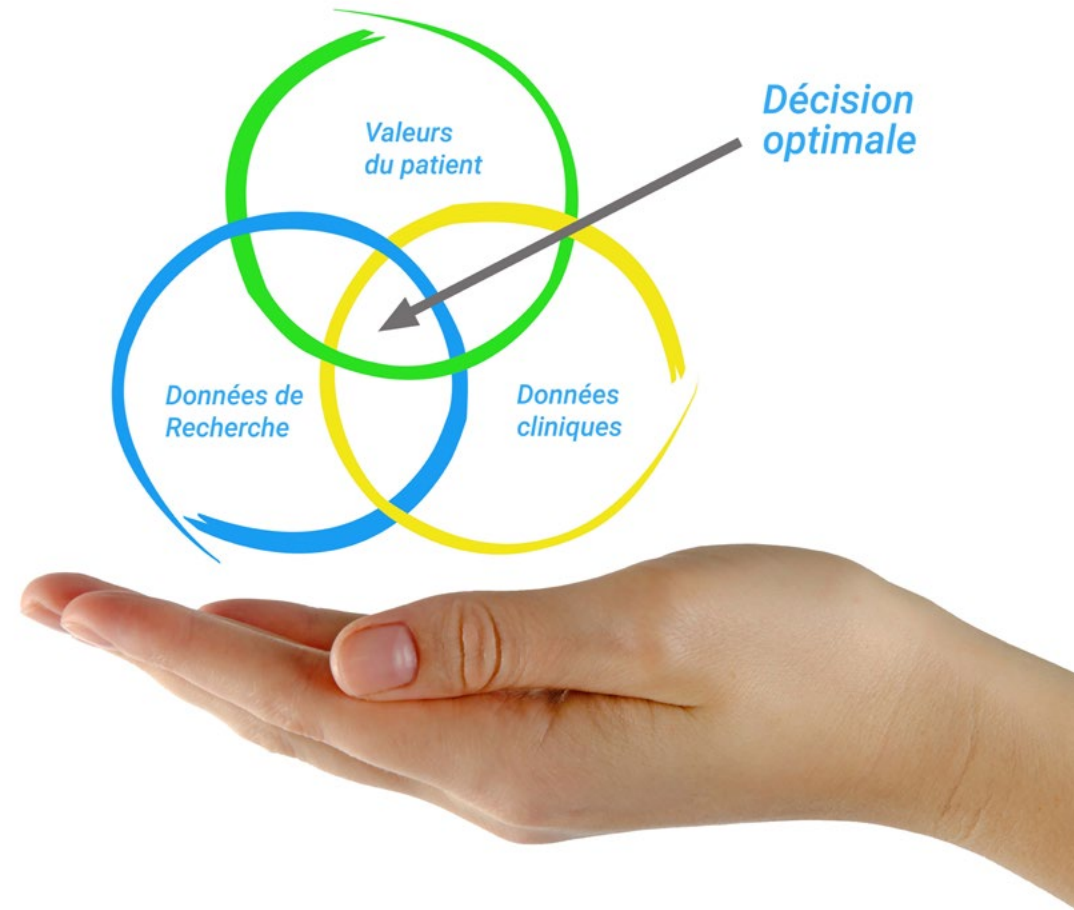 Valeurs
du patient
Décision
optimale
Données de
Recherche
Données
cliniques